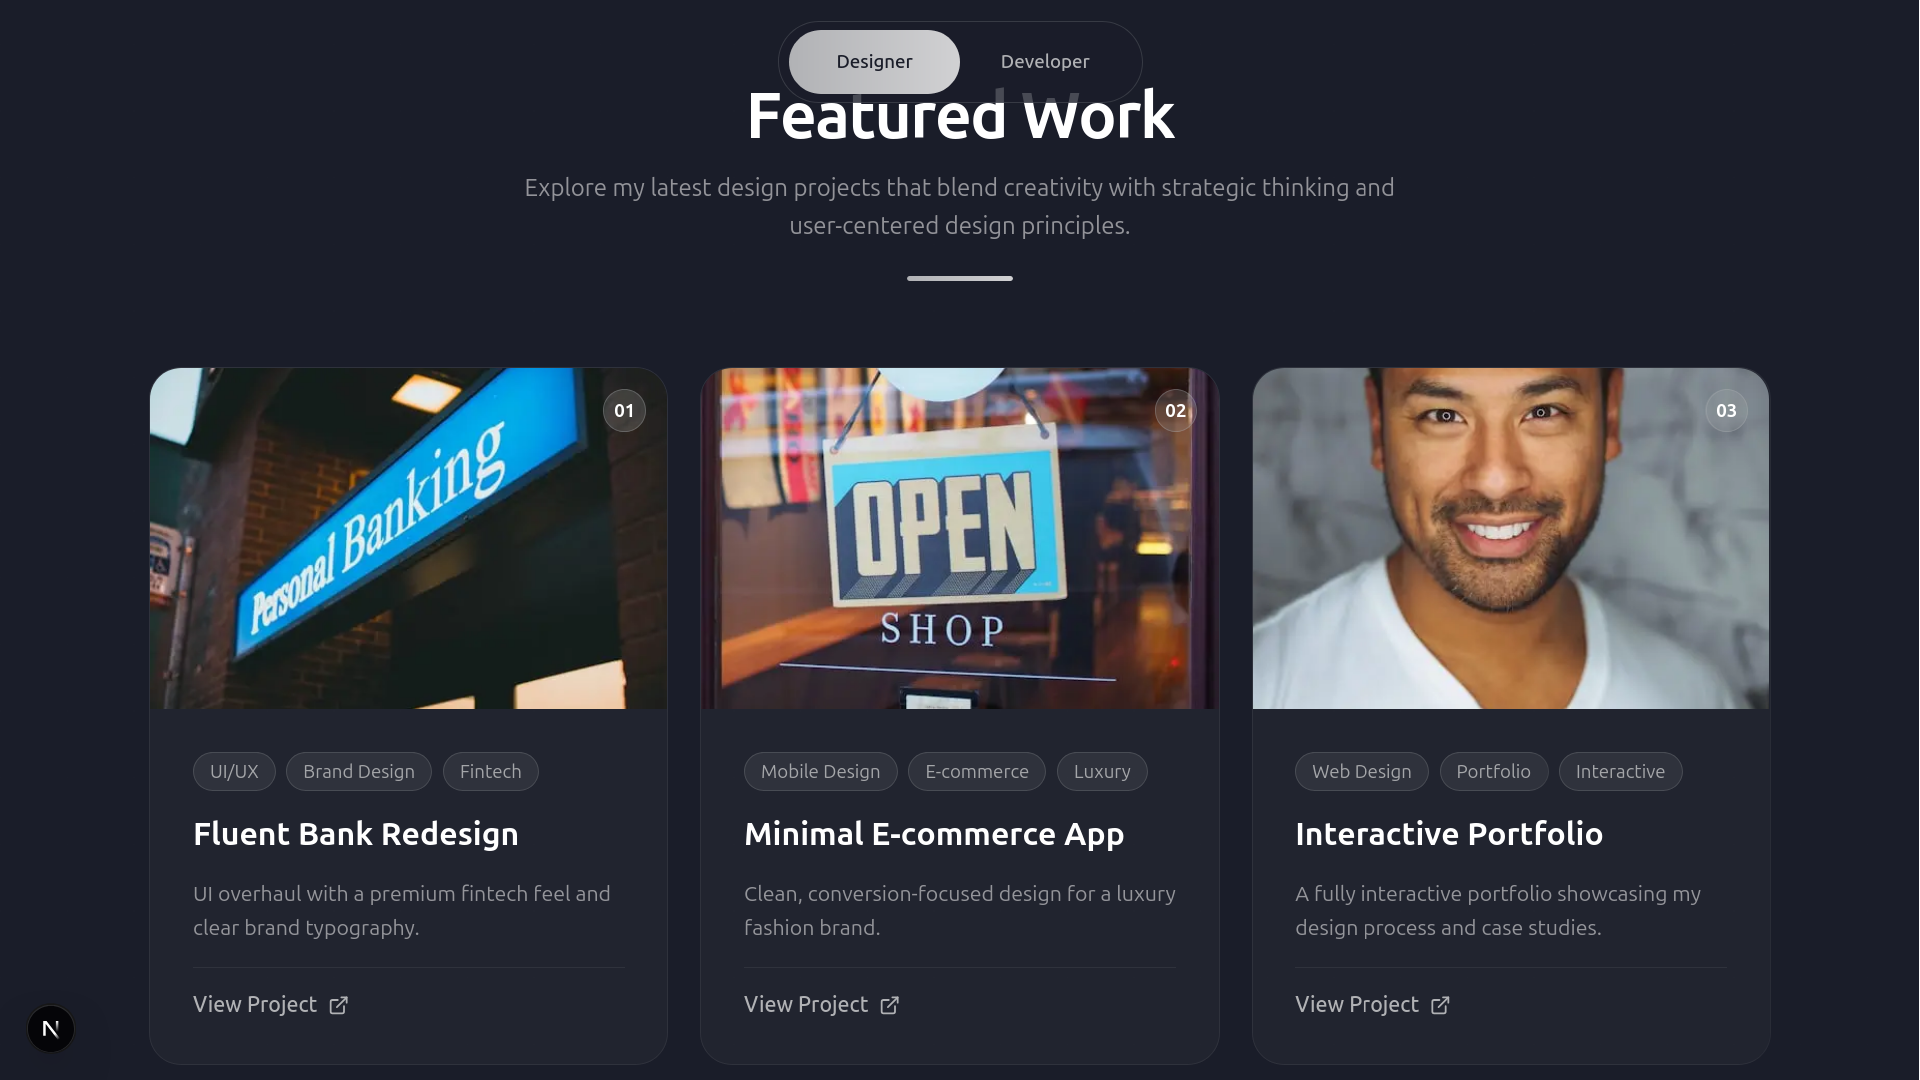 Designer
Developer
Featured Work
Explore my latest design projects that blend creativity with strategic thinking and
user-centered design principles.
Personal Banking
01
OPEN
SHOP
02
03
UI/UX
Brand Design
Fintech
Fluent Bank Redesign
UI overhaul with a premium fintech feel and
clear brand typography.
View Project
Mobile Design
E-commerce
Luxury
Minimal E-commerce App
Clean, conversion-focused design for a luxury
fashion brand.
View Project
Web Design
Portfolio
Interactive
Interactive Portfolio
A fully interactive portfolio showcasing my
design process and case studies.
View Project
N